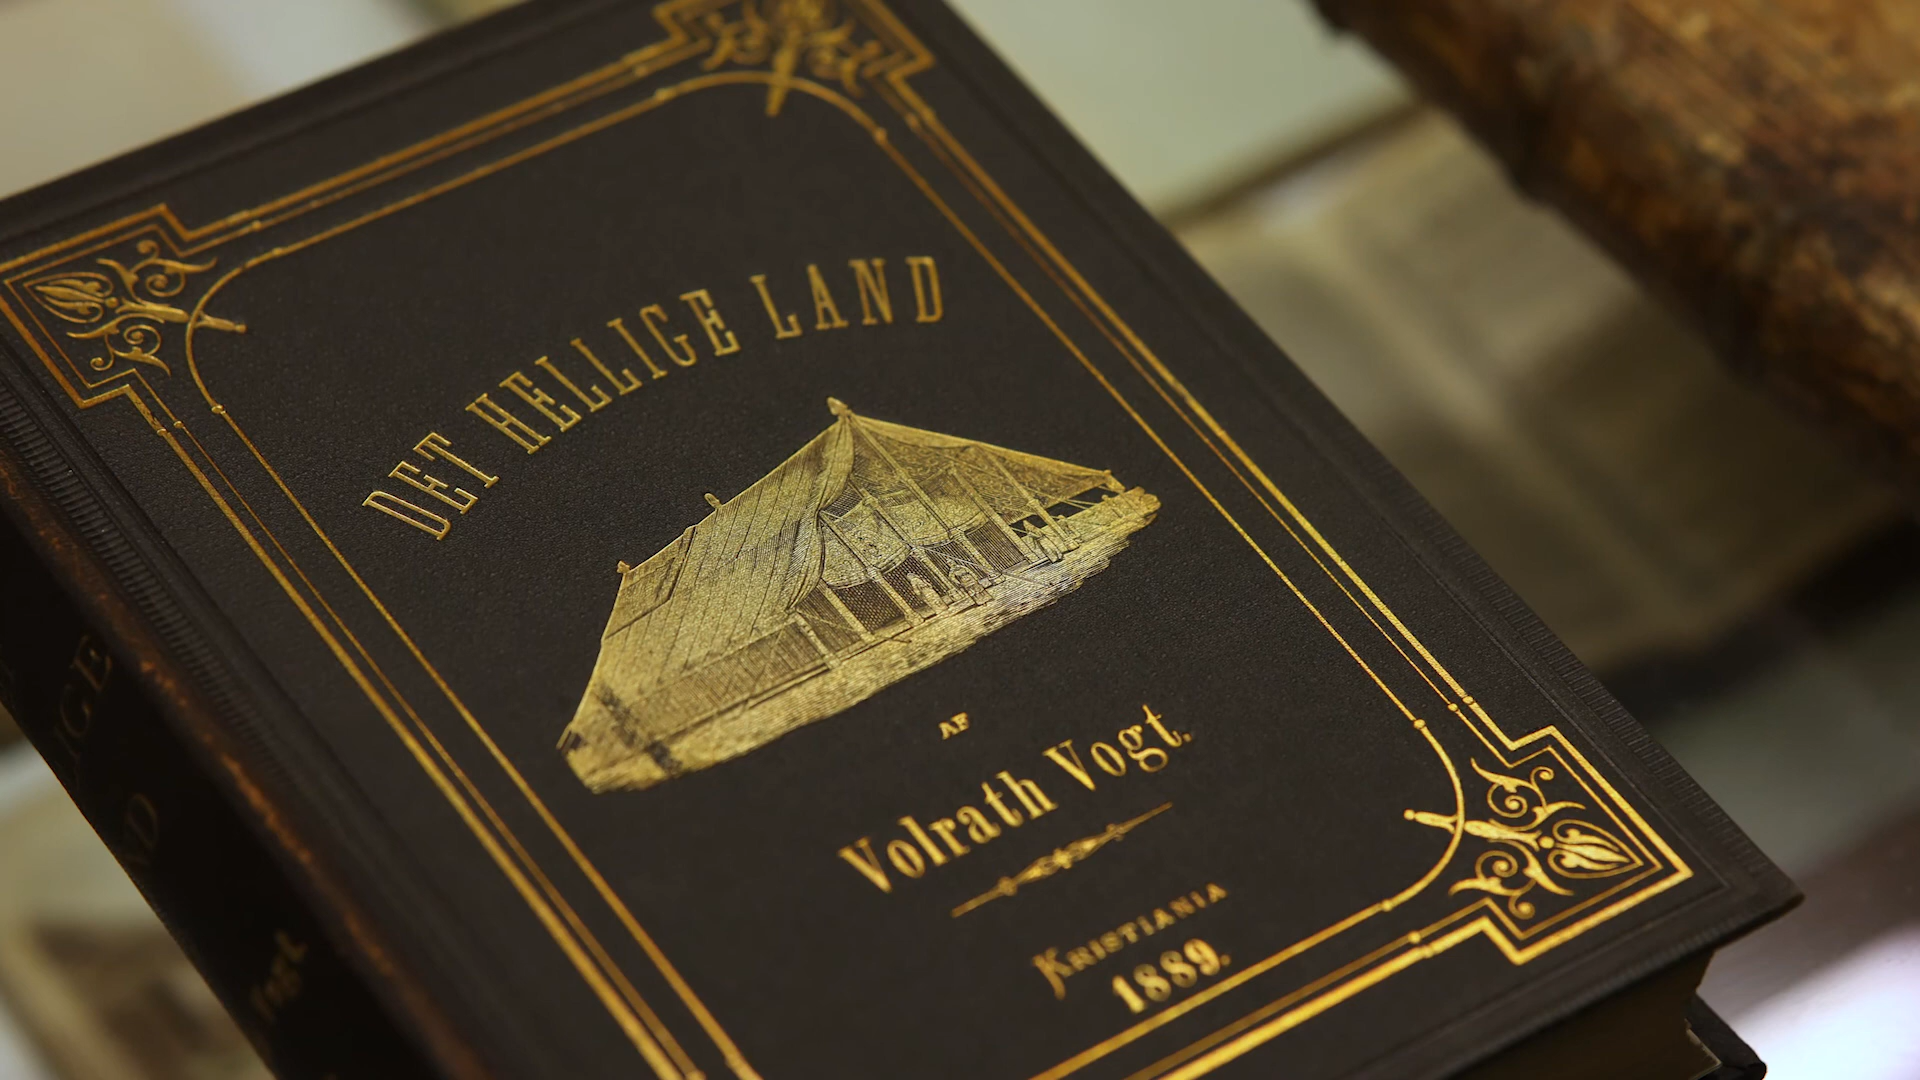 DET HELLIGE LAND
AF
Volrath Vogt.
KRISTIANIA
1889.